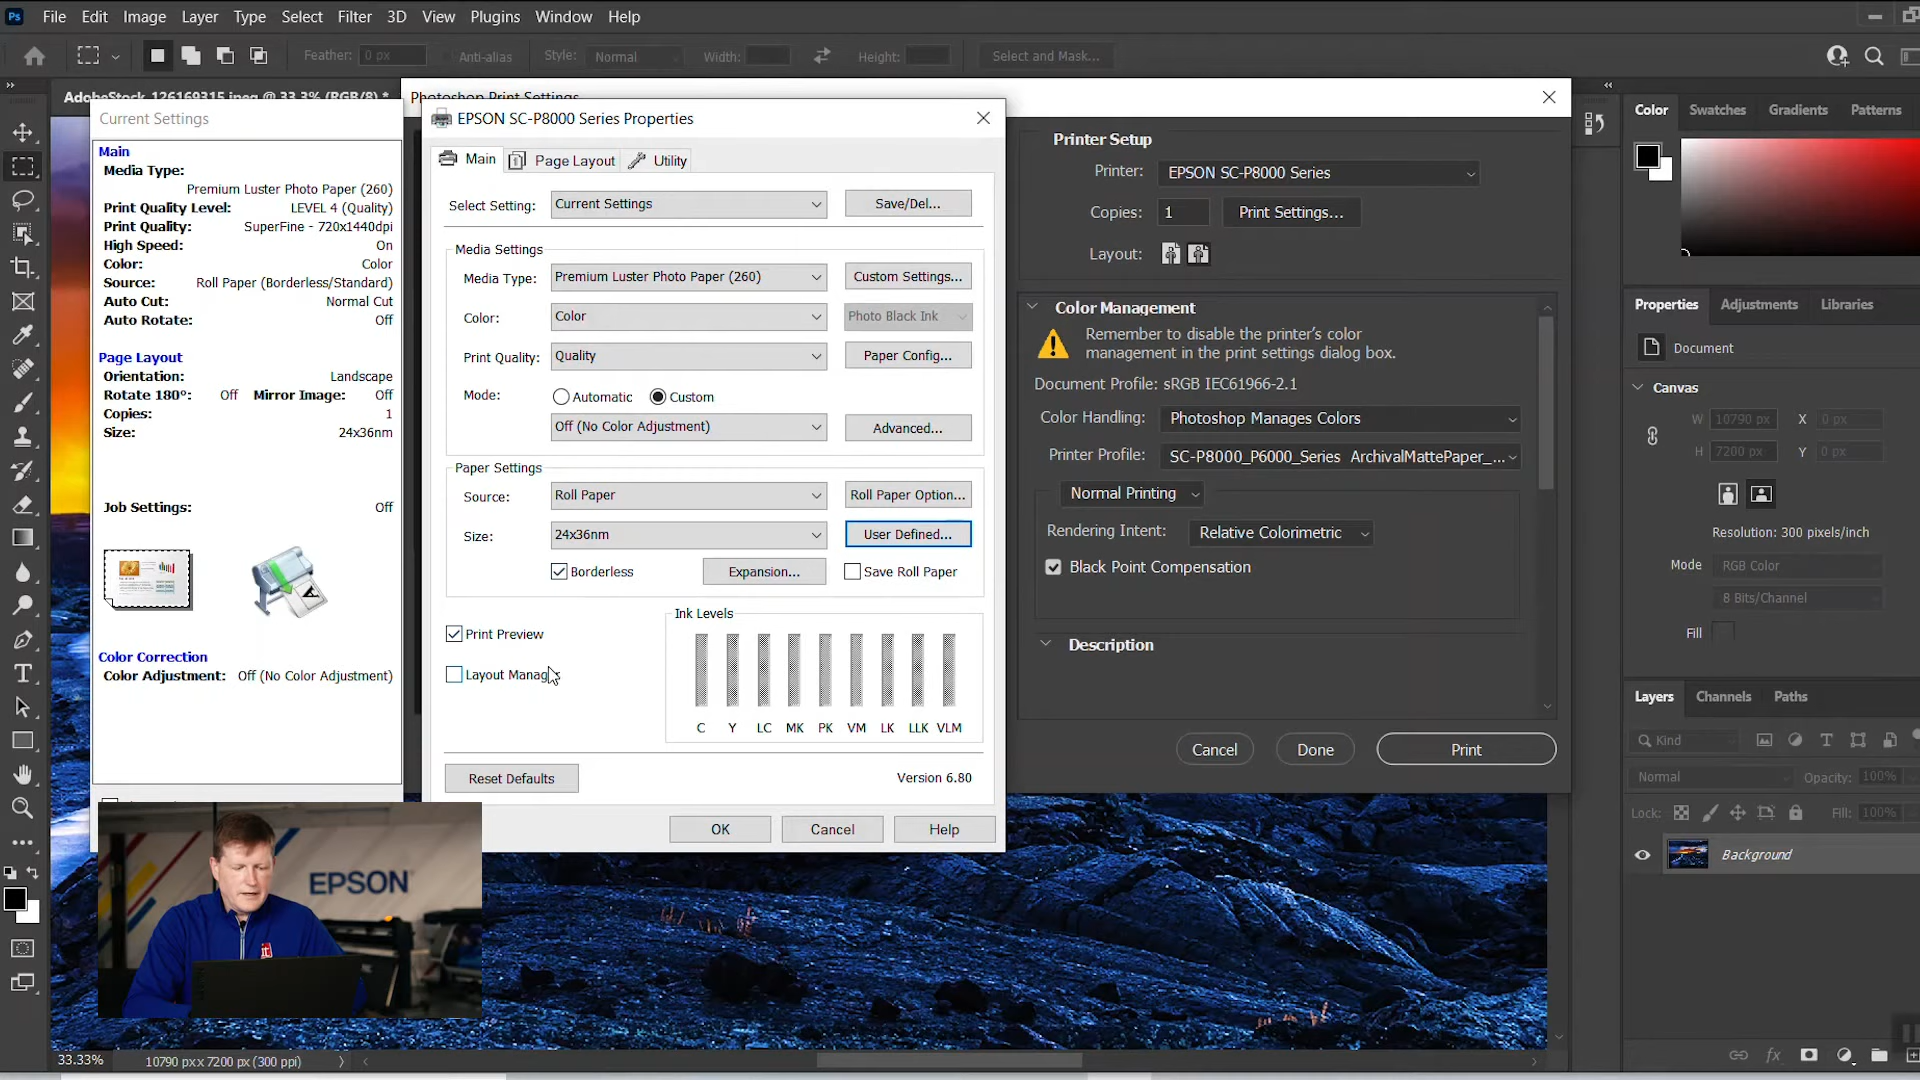 Ps File Edit Image Layer Type Select Filter 3D View Plugins Window Help
Feather: 0 px Anti-alias Style: Normal Width: Height: Select and Mask...
AdobeStock_126169315.jpeg @ 33.3% (RGB/8) *
Photoshop Print Settings
Current Settings
Main
Media Type:
Premium Luster Photo Paper (260)
Print Quality Level: LEVEL 4 (Quality)
Print Quality: SuperFine - 720x1440dpi
High Speed: On
Color: Color
Source: Roll Paper (Borderless/Standard)
Auto Cut: Normal Cut
Auto Rotate: Off
Page Layout
Orientation: Landscape
Rotate 180°: Off Mirror Image: Off
Copies: 1
Size: 24x36nm
Job Settings: Off
A
Color Correction
Color Adjustment: Off (No Color Adjustment)
EPSON SC-P8000 Series Properties
Main Page Layout Utility
Select Setting: Current Settings Save/Del...
Media Settings
Media Type: Premium Luster Photo Paper (260) Custom Settings...
Color: Color Photo Black Ink
Print Quality: Quality Paper Config...
Mode: Automatic Custom
Off (No Color Adjustment) Advanced...
Paper Settings
Source: Roll Paper Roll Paper Option...
Size: 24x36nm User Defined...
Borderless Expansion... Save Roll Paper
Print Preview
Layout Manag
Ink Levels
C Y LC MK PK VM LK LLK VLM
Reset Defaults Version 6.80
OK Cancel Help
EPSON
Printer Setup
Printer: EPSON SC-P8000 Series
Copies: 1 Print Settings...
Layout:
Color Management
Remember to disable the printer's color
management in the print settings dialog box.
Document Profile: sRGB IEC61966-2.1
Color Handling: Photoshop Manages Colors
Printer Profile: SC-P8000_P6000_Series ArchivalMattePaper_...
Normal Printing
Rendering Intent: Relative Colorimetric
Black Point Compensation
Description
Cancel Done Print
Color Swatches Gradients Patterns
Properties Adjustments Libraries
Document
Canvas
W 10790 px X 0 px
H 7200 px Y 0 px
Resolution: 300 pixels/inch
Mode RGB Color
8 Bits/Channel
Fill
Layers Channels Paths
Kind
Normal Opacity: 100%
Lock: Fill: 100%
Background
fx
33.33% 10790 px x 7200 px (300 ppi)